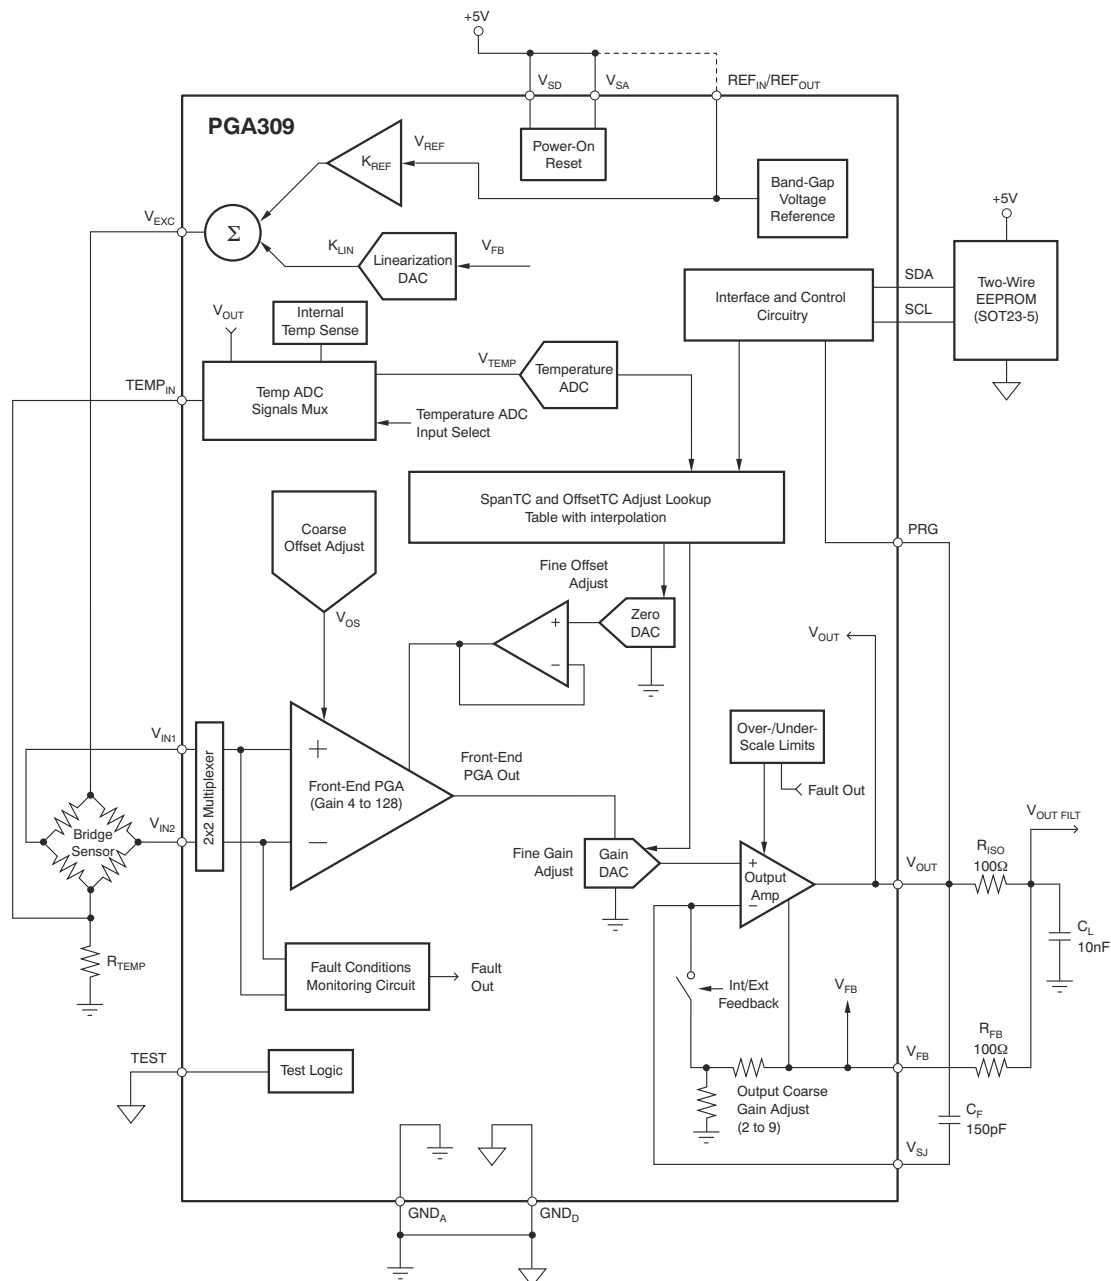 +5V
V_SD
V_SA
REF_IN/REF_OUT
PGA309
K_REF
V_REF
Power-On
Reset
Band-Gap
Voltage
Reference
+5V
V_EXC
Σ
K_LIN
Linearization
DAC
V_FB
Interface and Control
Circuitry
SDA
SCL
Two-Wire
EEPROM
(SOT23-5)
V_OUT
Internal
Temp Sense
TEMP_IN
Temp ADC
Signals Mux
V_TEMP
Temperature
ADC
Temperature ADC
Input Select
SpanTC and OffsetTC Adjust Lookup
Table with interpolation
PRG
Coarse
Offset Adjust
V_OS
Fine Offset
Adjust
+
−
Zero
DAC
V_OUT
V_IN1
V_IN2
2x2 Multiplexer
Bridge
Sensor
+
−
Front-End PGA
(Gain 4 to 128)
Front-End
PGA Out
Over-/Under-
Scale Limits
Fault Out
Fine Gain
Adjust
Gain
DAC
+
−
Output
Amp
V_OUT
R_ISO
100Ω
V_OUT FILT
C_L
10nF
R_TEMP
Fault Conditions
Monitoring Circuit
Fault
Out
Int/Ext
Feedback
V_FB
V_FB
R_FB
100Ω
TEST
Test Logic
Output Coarse
Gain Adjust
(2 to 9)
C_F
150pF
V_SJ
GND_A
GND_D